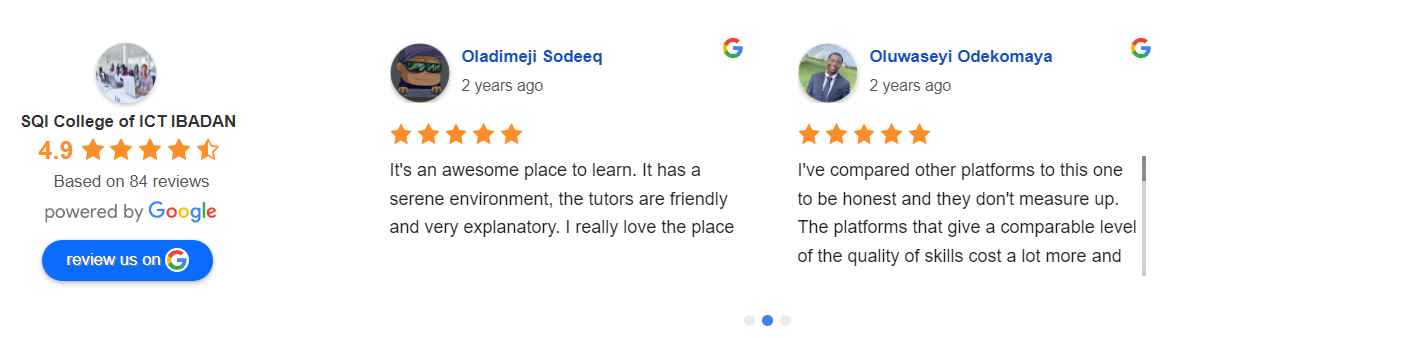 SQI College of ICT IBADAN
4.9
Based on 84 reviews
powered by Google
review us on G
Oladimeji Sodeeq
2 years ago
It's an awesome place to learn. It has a
serene environment, the tutors are friendly
and very explanatory. I really love the place
Oluwaseyi Odekomaya
2 years ago
I've compared other platforms to this one
to be honest and they don't measure up.
The platforms that give a comparable level
of the quality of skills cost a lot more and